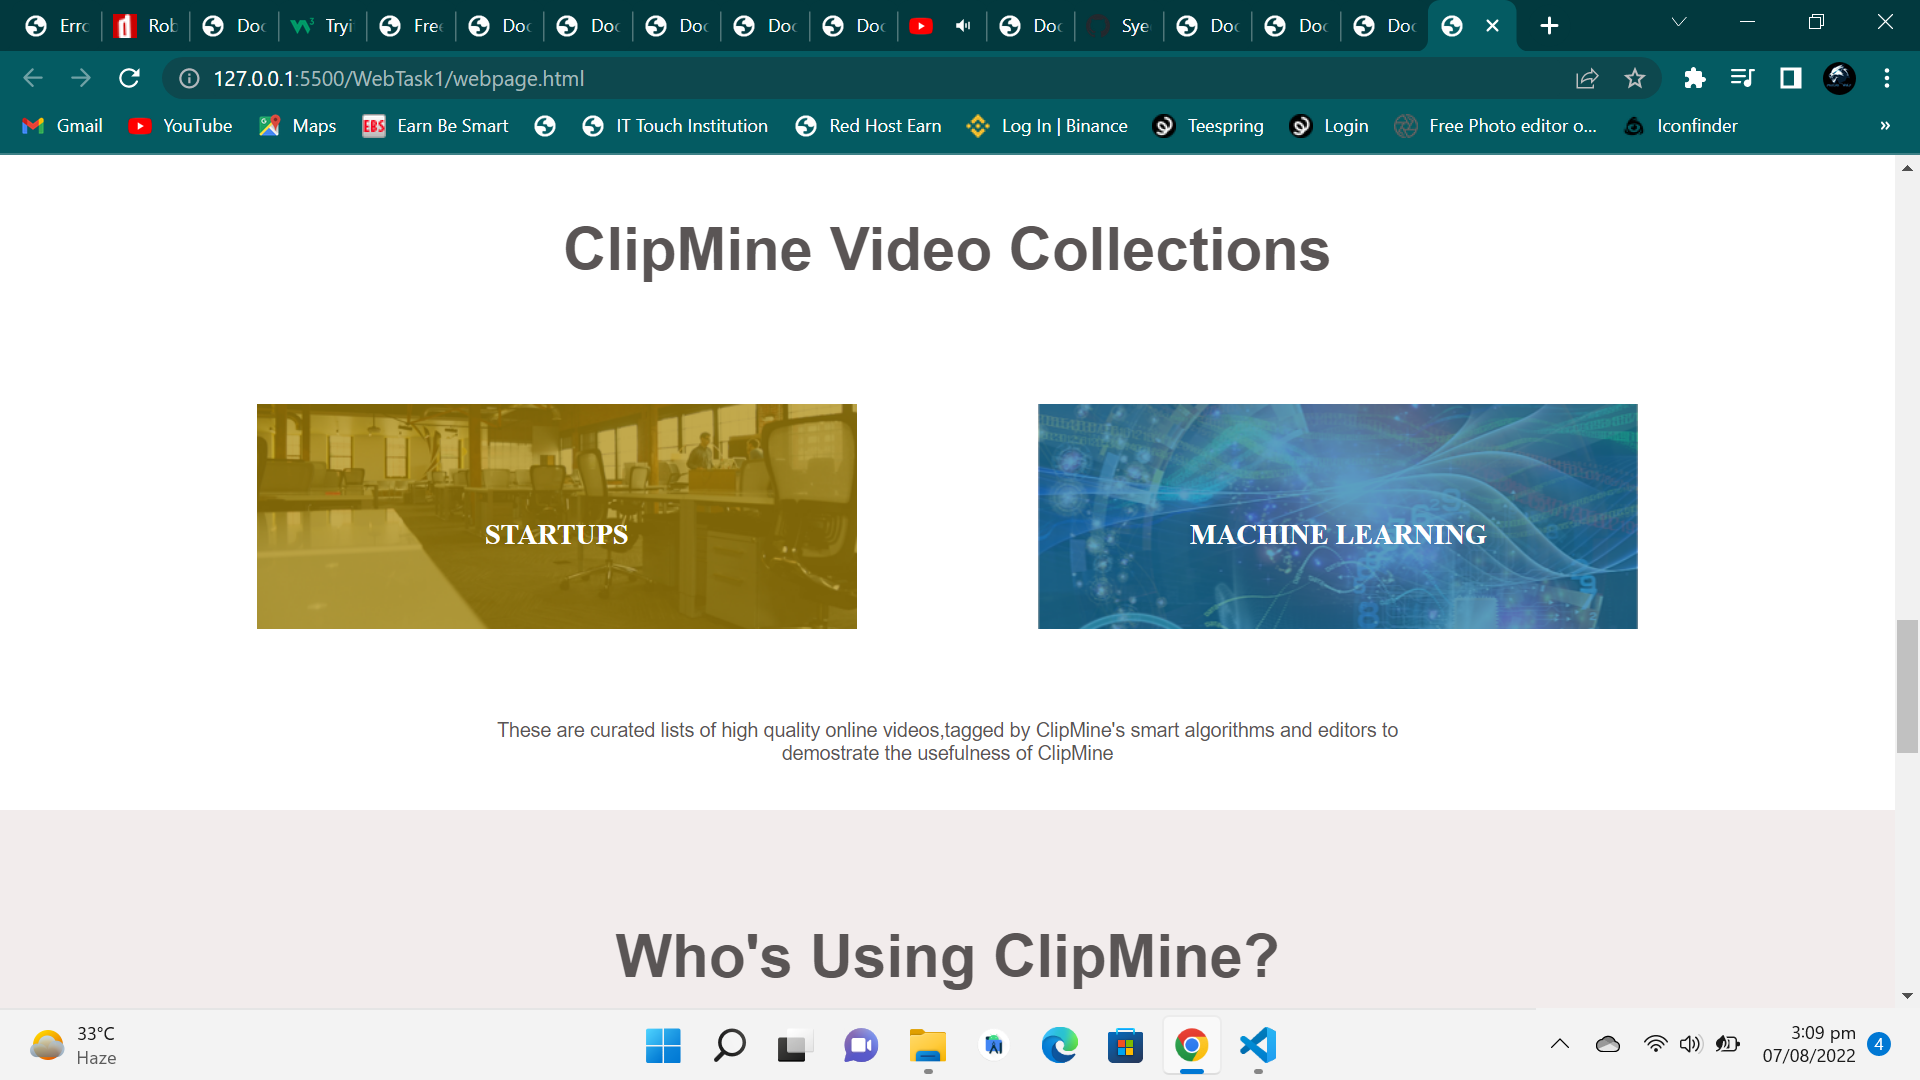 Erro Rob Doc Tryi Free Doc Doc Doc Doc Doc Doc Sye Doc Doc Doc
127.0.0.1:5500/WebTask1/webpage.html
Gmail YouTube Maps EBS Earn Be Smart IT Touch Institution Red Host Earn Log In | Binance Teespring Login Free Photo editor o... Iconfinder »
ClipMine Video Collections
STARTUPS MACHINE LEARNING
These are curated lists of high quality online videos,tagged by ClipMine's smart algorithms and editors to
demostrate the usefulness of ClipMine
Who's Using ClipMine?
33°C
Haze
3:09 pm
07/08/2022
4